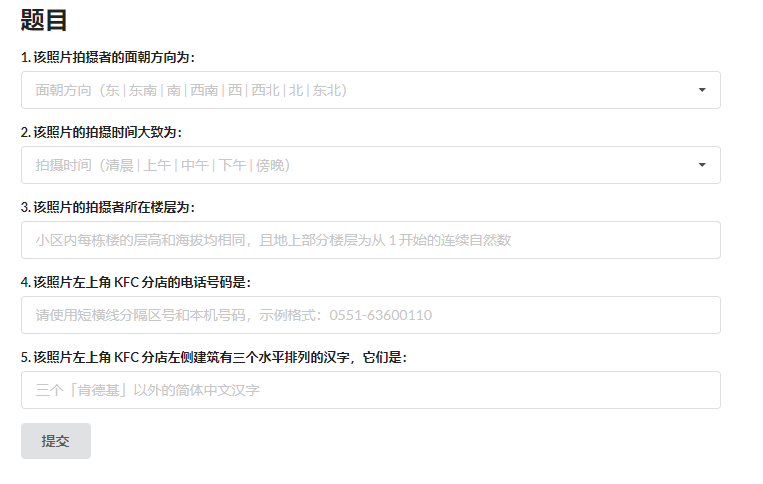 题目
1. 该照片拍摄者的面朝方向为：
面朝方向（东 | 东南 | 南 | 西南 | 西 | 西北 | 北 | 东北）
2. 该照片的拍摄时间大致为：
拍摄时间（清晨 | 上午 | 中午 | 下午 | 傍晚）
3. 该照片的拍摄者所在楼层为：
小区内每栋楼的层高和海拔均相同，且地上部分楼层为从 1 开始的连续自然数
4. 该照片左上角 KFC 分店的电话号码是：
请使用短横线分隔区号和本机号码，示例格式：0551-63600110
5. 该照片左上角 KFC 分店左侧建筑有三个水平排列的汉字，它们是：
三个「肯德基」以外的简体中文汉字
提交